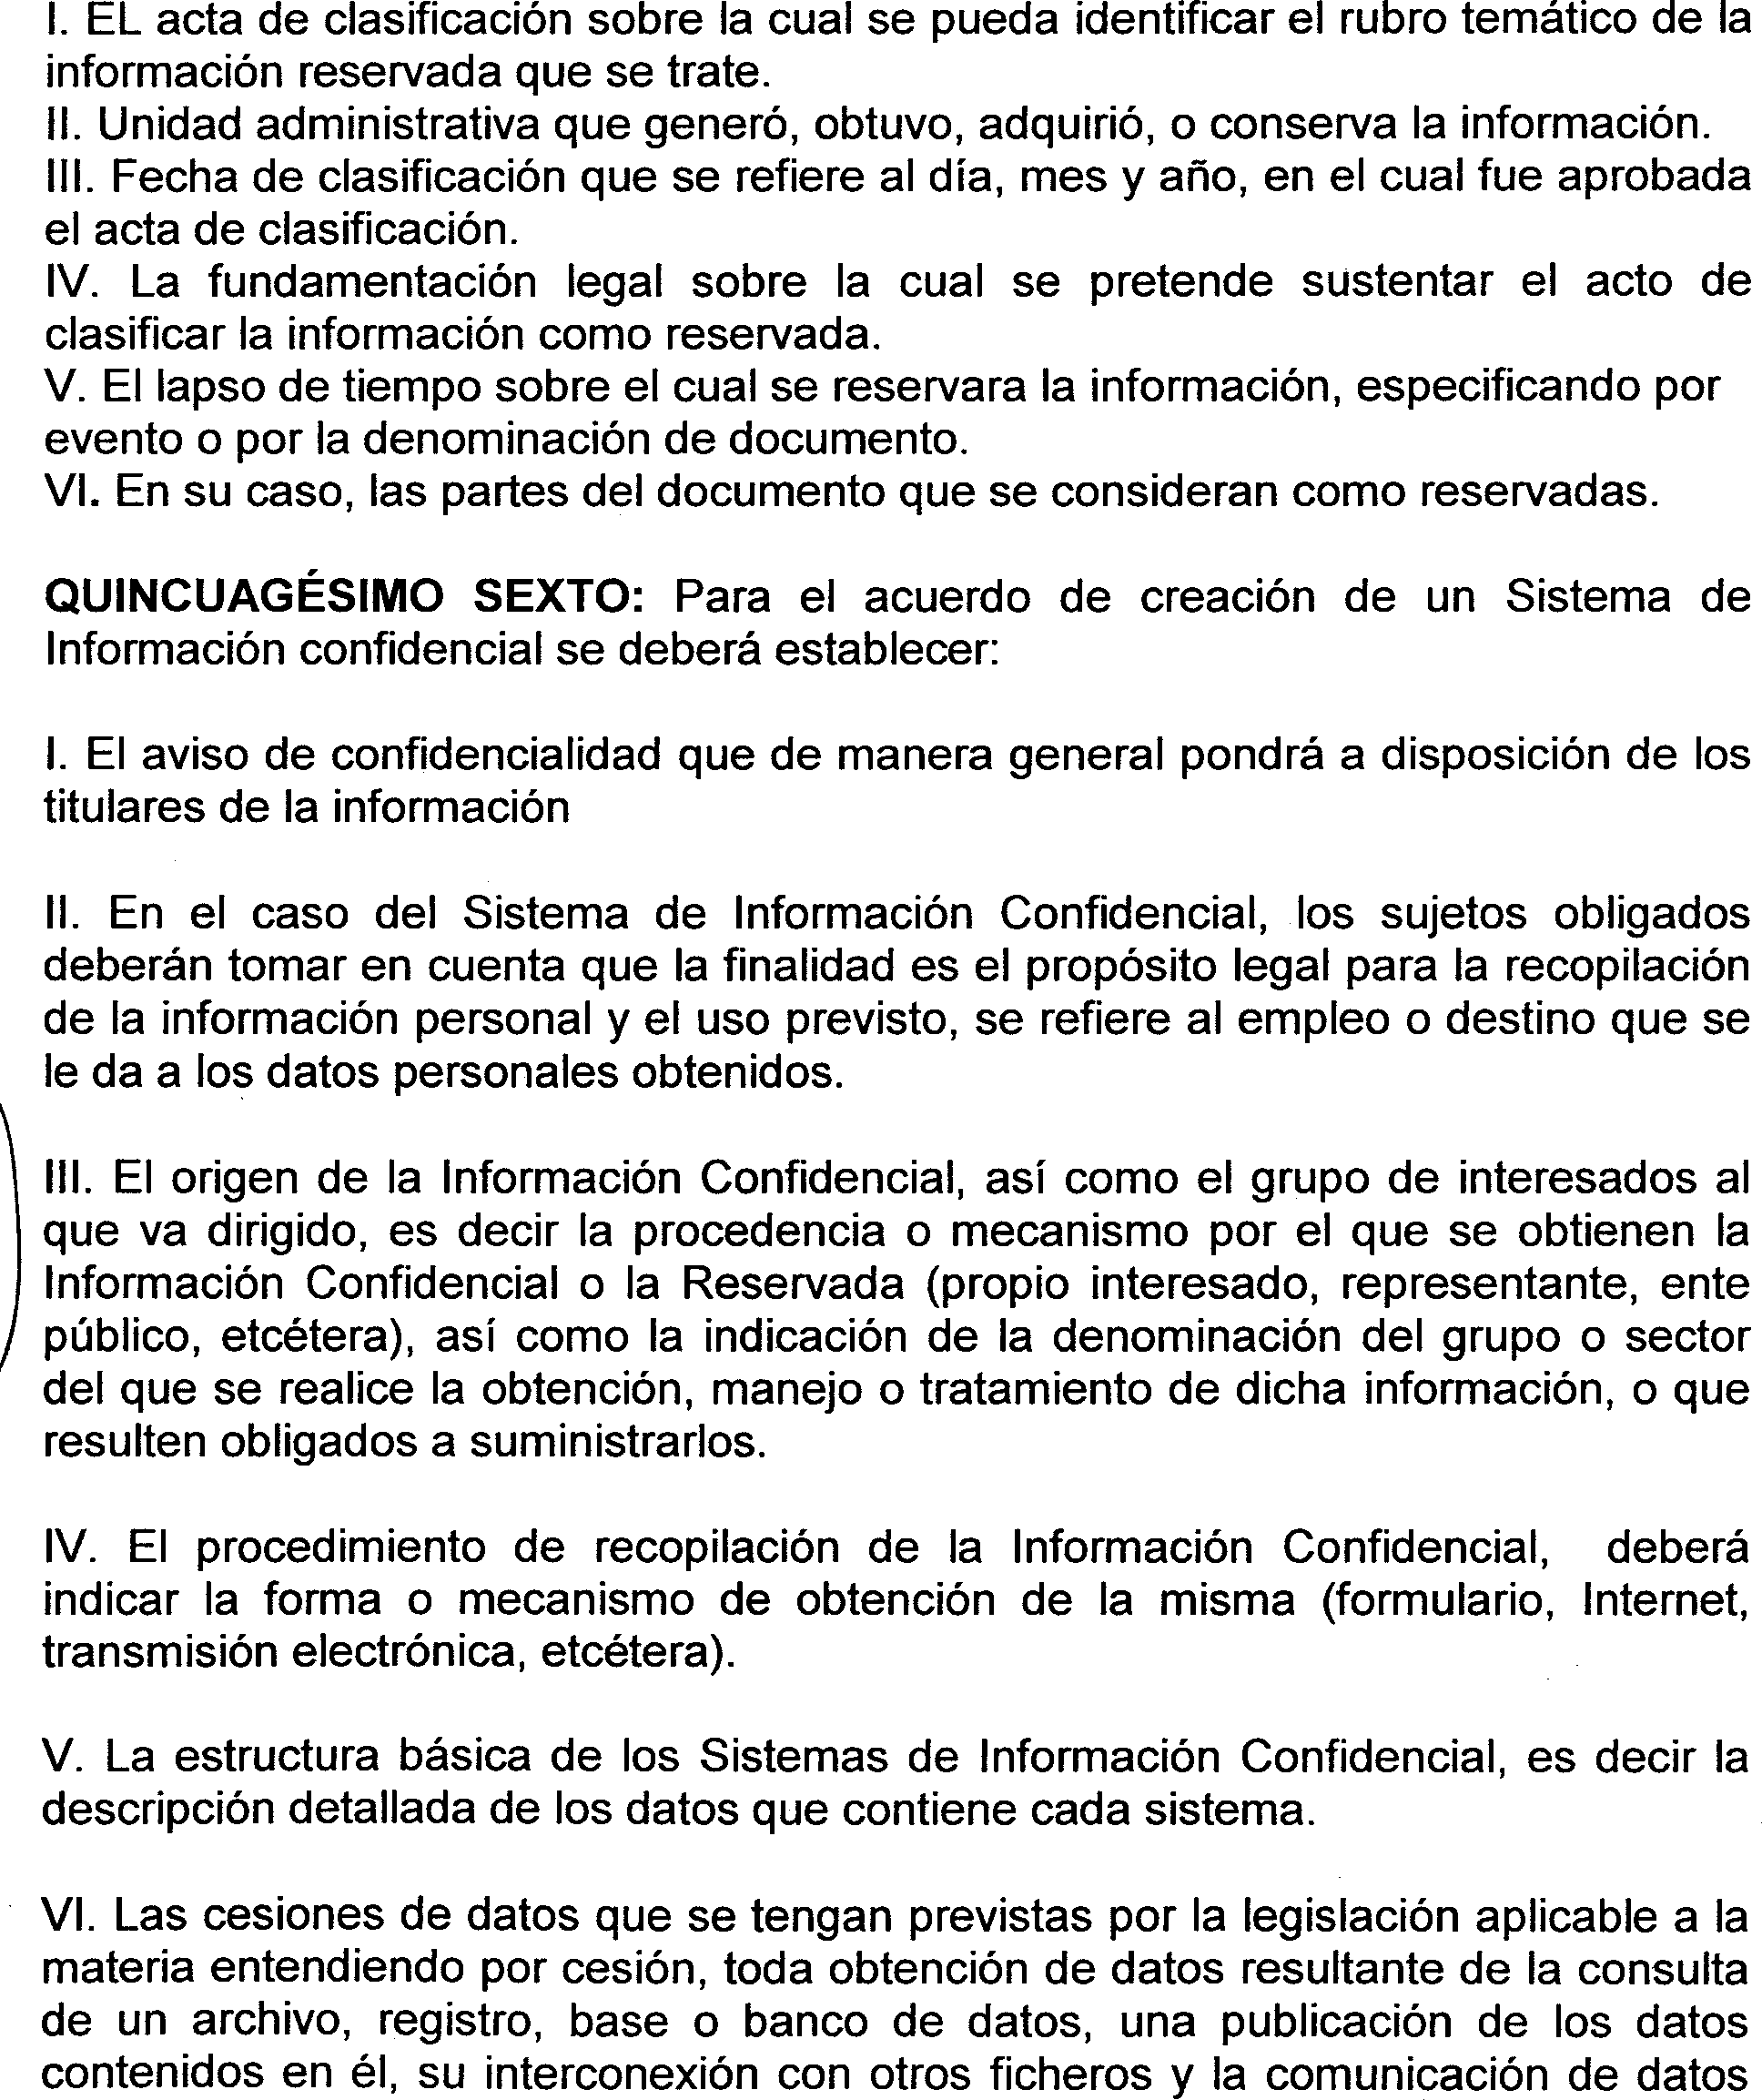 I. EL acta de clasificación sobre la cual se pueda identificar el rubro temático de la
información reservada que se trate.
II. Unidad administrativa que generó, obtuvo, adquirió, o conserva la información.
III. Fecha de clasificación que se refiere al día, mes y año, en el cual fue aprobada
el acta de clasificación.
IV. La fundamentación legal sobre la cual se pretende sustentar el acto de
clasificar la información como reservada.
V. El lapso de tiempo sobre el cual se reservara la información, especificando por
evento o por la denominación de documento.
VI. En su caso, las partes del documento que se consideran como reservadas.
QUINCUAGÉSIMO SEXTO: Para el acuerdo de creación de un Sistema de
Información confidencial se deberá establecer:
I. El aviso de confidencialidad que de manera general pondrá a disposición de los
titulares de la información
II. En el caso del Sistema de Información Confidencial, los sujetos obligados
deberán tomar en cuenta que la finalidad es el propósito legal para la recopilación
de la información personal y el uso previsto, se refiere al empleo o destino que se
le da a los datos personales obtenidos.
III. El origen de la Información Confidencial, así como el grupo de interesados al
que va dirigido, es decir la procedencia o mecanismo por el que se obtienen la
Información Confidencial o la Reservada (propio interesado, representante, ente
público, etcétera), así como la indicación de la denominación del grupo o sector
del que se realice la obtención, manejo o tratamiento de dicha información, o que
resulten obligados a suministrarlos.
IV. El procedimiento de recopilación de la Información Confidencial, deberá
indicar la forma o mecanismo de obtención de la misma (formulario, Internet,
transmisión electrónica, etcétera).
V. La estructura básica de los Sistemas de Información Confidencial, es decir la
descripción detallada de los datos que contiene cada sistema.
VI. Las cesiones de datos que se tengan previstas por la legislación aplicable a la
materia entendiendo por cesión, toda obtención de datos resultante de la consulta
de un archivo, registro, base o banco de datos, una publicación de los datos
contenidos en él, su interconexión con otros ficheros y la comunicación de datos